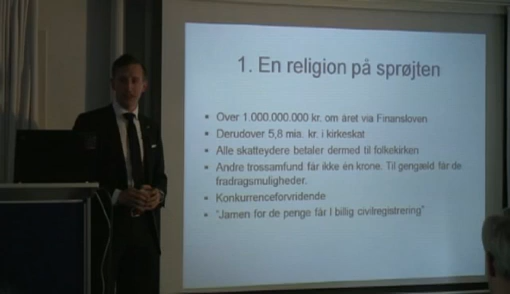 1. En religion på sprøjten
Over 1.000.000.000 kr. om året via Finansloven
Derudover 5,8 mia. kr. i kirkeskat
Alle skatteydere betaler dermed til folkekirken
Andre trossamfund får ikke én krone. Til gengæld får de
fradragsmuligheder.
Konkurrenceforvridende
"Jamen for de penge får I billig civilregistrering"